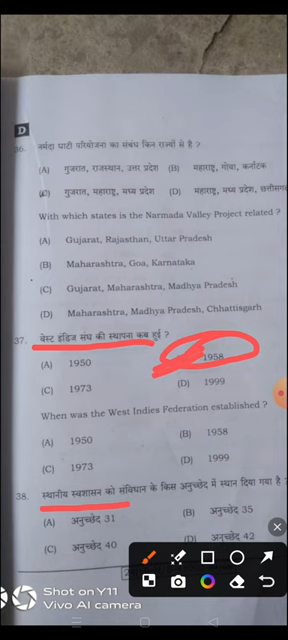 D
36. नर्मदा घाटी परियोजना का संबंध किन राज्यों से है ?
(A) गुजरात, राजस्थान, उत्तर प्रदेश (B) महाराष्ट्र, गोवा, कर्नाटक
(C) गुजरात, महाराष्ट्र, मध्य प्रदेश (D) महाराष्ट्र, मध्य प्रदेश, छत्तीसग
With which states is the Narmada Valley Project related ?
(A) Gujarat, Rajasthan, Uttar Pradesh
(B) Maharashtra, Goa, Karnataka
(C) Gujarat, Maharashtra, Madhya Pradesh
(D) Maharashtra, Madhya Pradesh, Chhattisgarh
37. वेस्ट इंडिज संघ की स्थापना कब हुई ?
(A) 1950 1958
(C) 1973 (D) 1999
When was the West Indies Federation established ?
(A) 1950 (B) 1958
(C) 1973 (D) 1999
38. स्थानीय स्वशासन को संविधान के किस अनुच्छेद में स्थान दिया गया है ?
(A) अनुच्छेद 31 (B) अनुच्छेद 35
(C) अनुच्छेद 40 (D) अनुच्छेद 42
Shot on Y11
Vivo AI camera